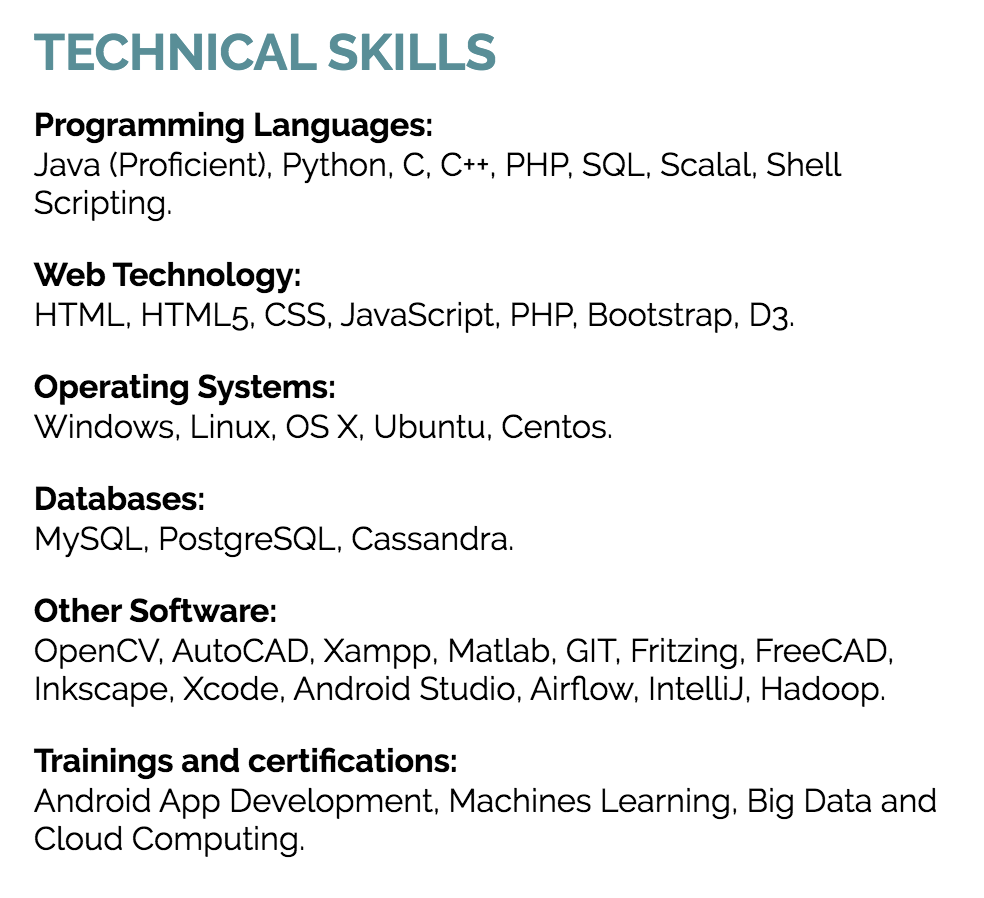 TECHNICAL SKILLS
Programming Languages:
Java (Proficient), Python, C, C++, PHP, SQL, Scalal, Shell
Scripting.
Web Technology:
HTML, HTML5, CSS, JavaScript, PHP, Bootstrap, D3.
Operating Systems:
Windows, Linux, OS X, Ubuntu, Centos.
Databases:
MySQL, PostgreSQL, Cassandra.
Other Software:
OpenCV, AutoCAD, Xampp, Matlab, GIT, Fritzing, FreeCAD,
Inkscape, Xcode, Android Studio, Airflow, IntelliJ, Hadoop.
Trainings and certifications:
Android App Development, Machines Learning, Big Data and
Cloud Computing.